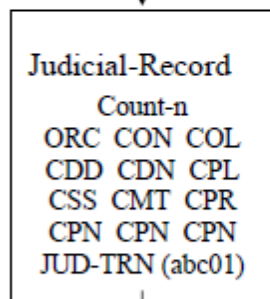 Judicial-Record
Count-n
ORC CON COL
CDD CDN CPL
CSS CMT CPR
CPN CPN CPN
JUD-TRN (abc01)